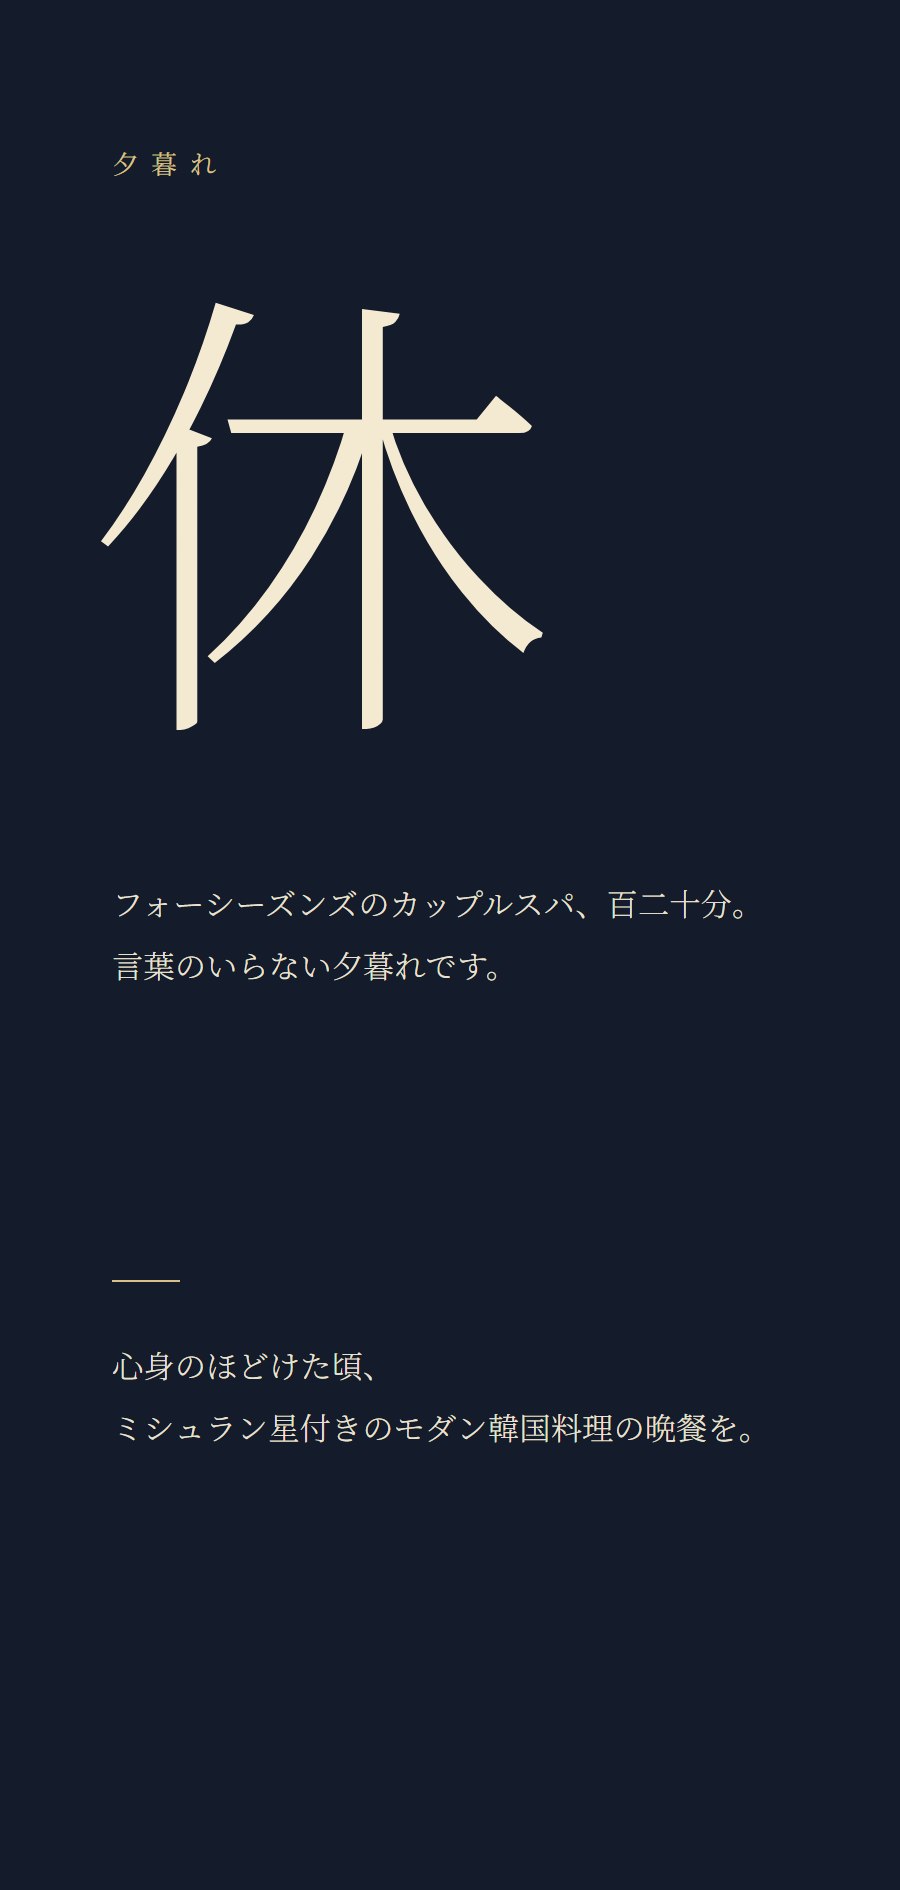 夕暮れ
休
フォーシーズンズのカップルスパ、百二十分。
言葉のいらない夕暮れです。
心身のほどけた頃、
ミシュラン星付きのモダン韓国料理の晩餐を。